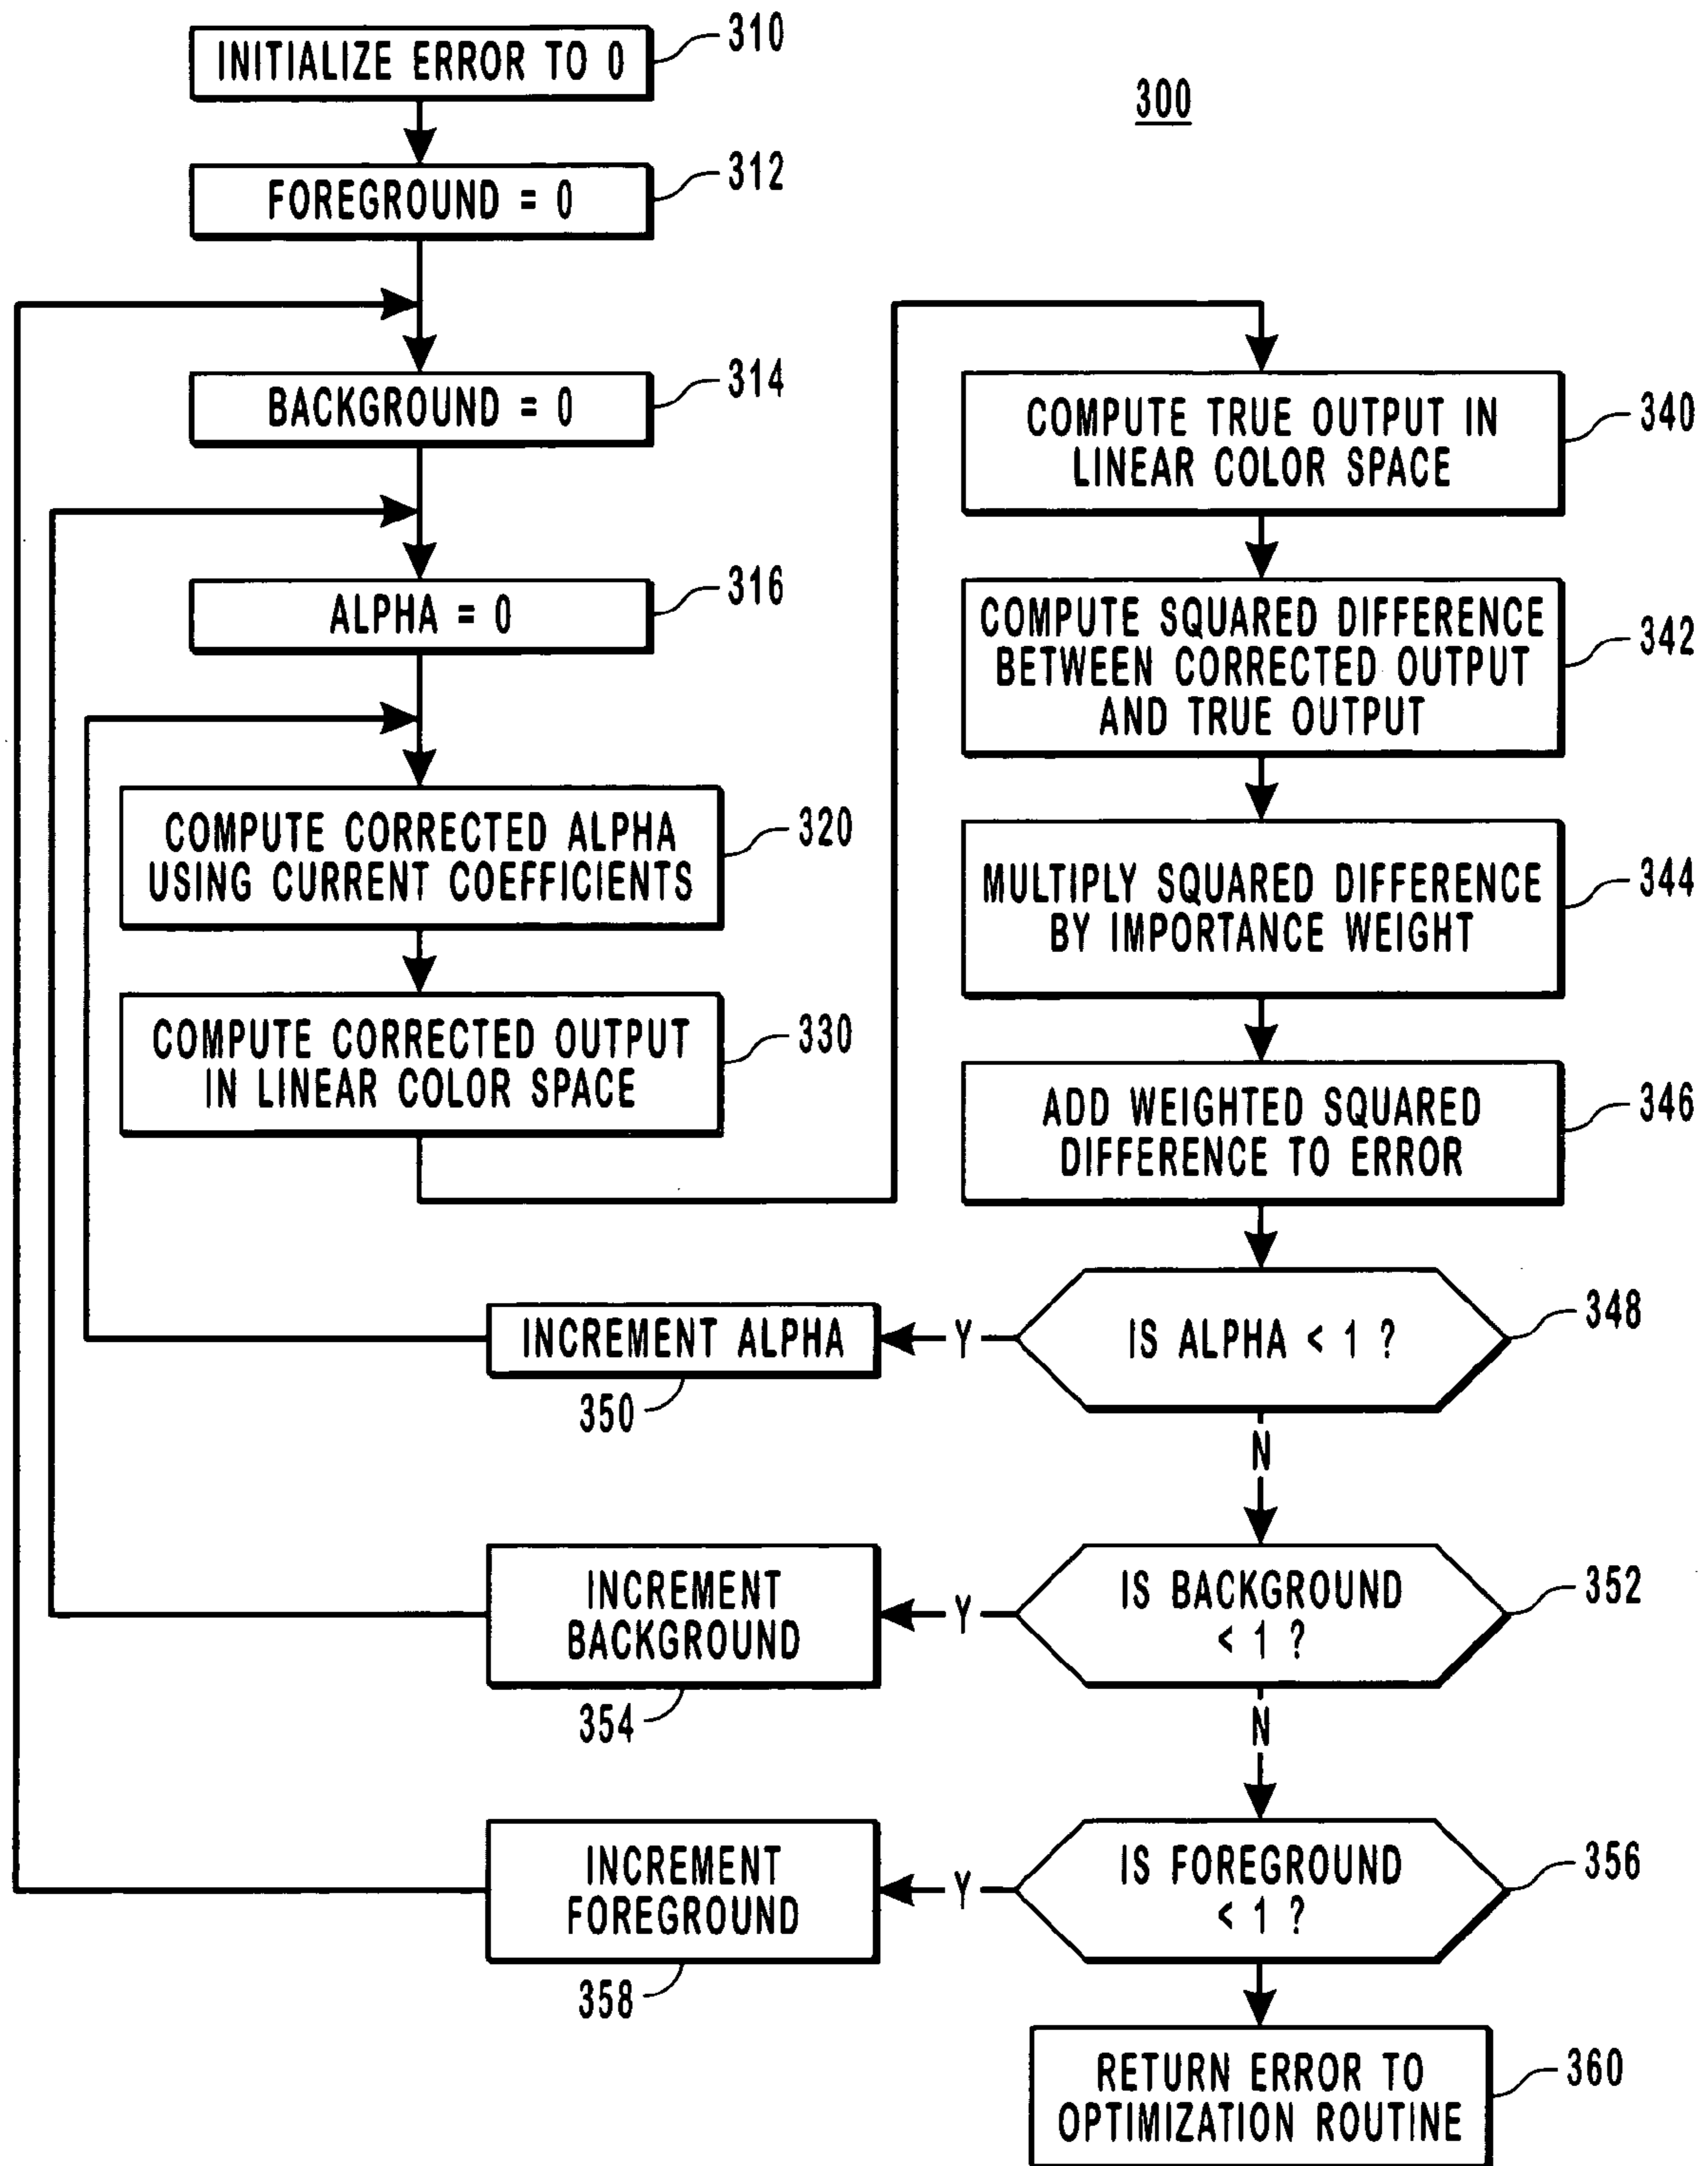 INITIALIZE ERROR TO 0
310
300
FOREGROUND = 0
312
BACKGROUND = 0
314
ALPHA = 0
316
COMPUTE CORRECTED ALPHA
USING CURRENT COEFFICIENTS
320
COMPUTE CORRECTED OUTPUT
IN LINEAR COLOR SPACE
330
COMPUTE TRUE OUTPUT IN
LINEAR COLOR SPACE
340
COMPUTE SQUARED DIFFERENCE
BETWEEN CORRECTED OUTPUT
AND TRUE OUTPUT
342
MULTIPLY SQUARED DIFFERENCE
BY IMPORTANCE WEIGHT
344
ADD WEIGHTED SQUARED
DIFFERENCE TO ERROR
346
IS ALPHA < 1 ?
348
Y
INCREMENT ALPHA
350
N
IS BACKGROUND
< 1 ?
352
Y
INCREMENT
BACKGROUND
354
N
IS FOREGROUND
< 1 ?
356
Y
INCREMENT
FOREGROUND
358
RETURN ERROR TO
OPTIMIZATION ROUTINE
360